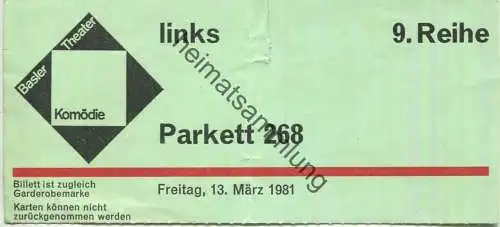 links 9. Reihe
Basler Theater
Komödie
Parkett 268
Billett ist zugleich
Garderobemarke
Freitag, 13. März 1981
Karten können nicht
zurückgenommen werden
heimatsammlung